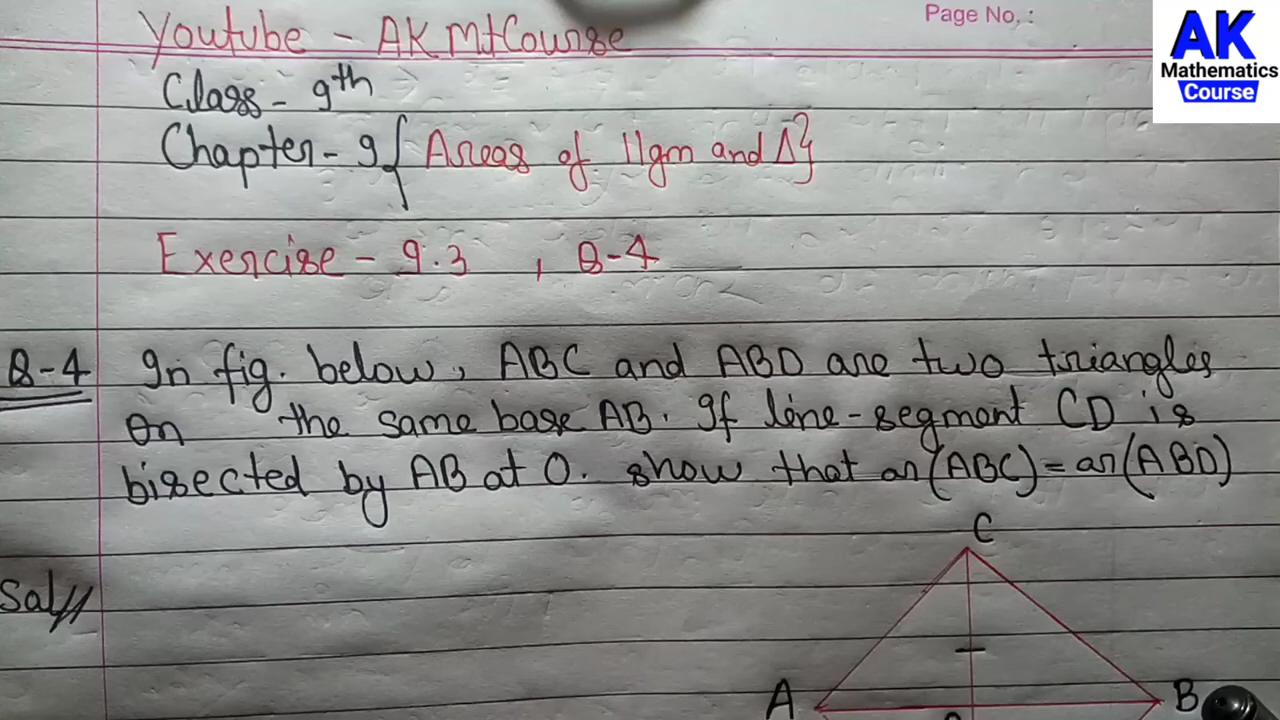 Page No. :
AK
Mathematics
Course
Youtube - AK MtCourse
Class - 9th
Chapter - 9 { Areas of llgm and Δ}
Exercise - 9.3 , Q-4
Q-4 In fig. below, ABC and ABD are two triangles
on the same base AB. If line-segment CD is
bisected by AB at O. show that ar(ABC) = ar(ABD)
Sol//
C
A B